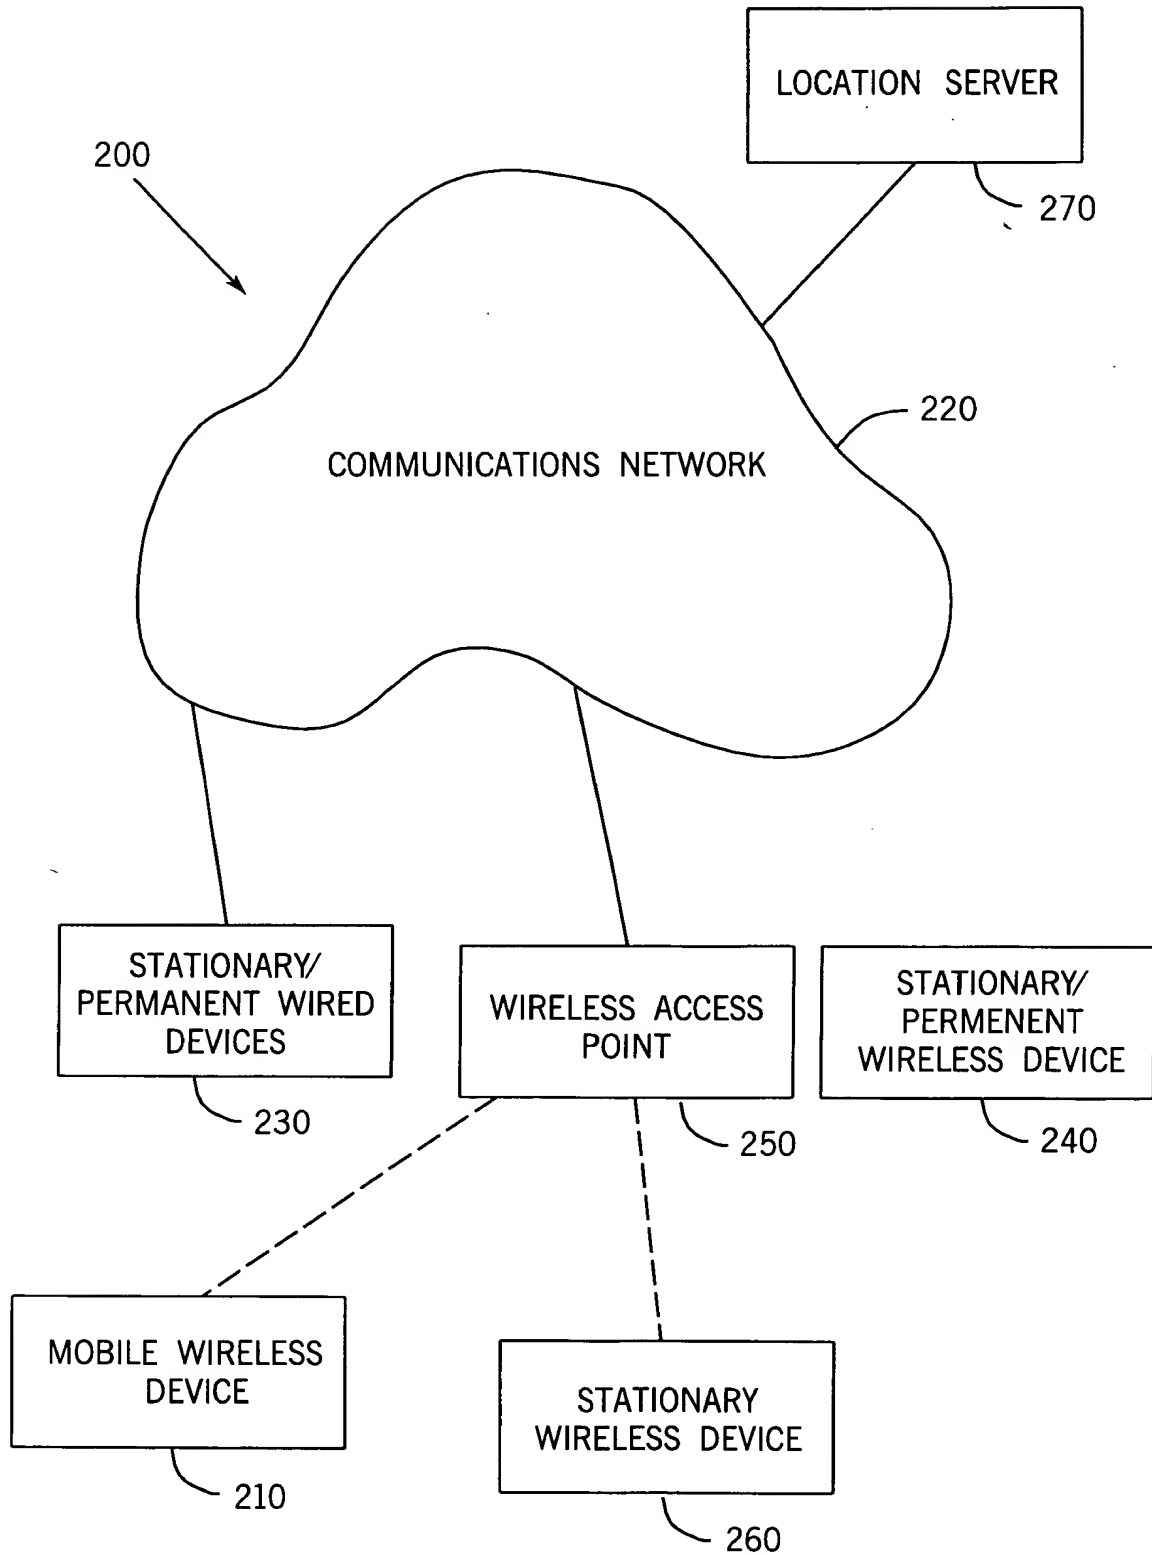 LOCATION SERVER
200
270
220
COMMUNICATIONS NETWORK
STATIONARY/
PERMANENT WIRED
DEVICES
230
WIRELESS ACCESS
POINT
250
STATIONARY/
PERMENENT
WIRELESS DEVICE
240
MOBILE WIRELESS
DEVICE
210
STATIONARY
WIRELESS DEVICE
260